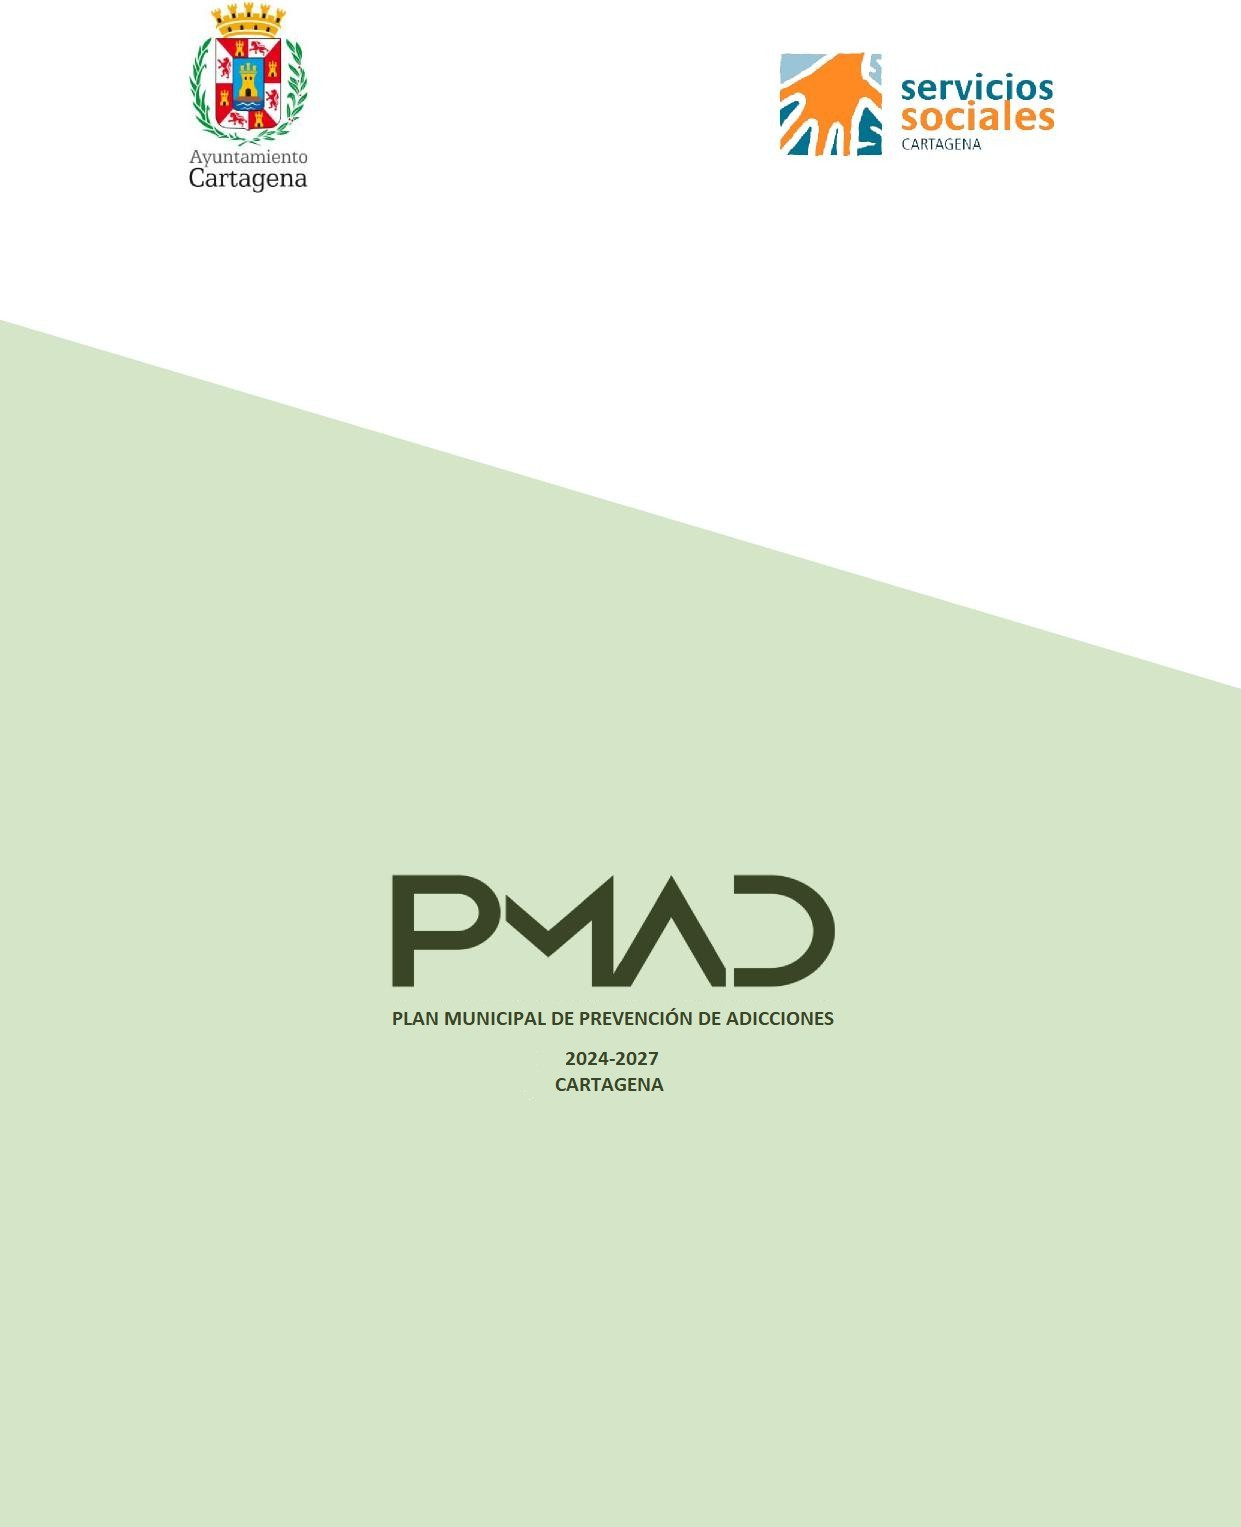 Ayuntamiento
Cartagena
servicios
sociales
CARTAGENA
PMAD
PLAN MUNICIPAL DE PREVENCIÓN DE ADICCIONES
2024-2027
CARTAGENA